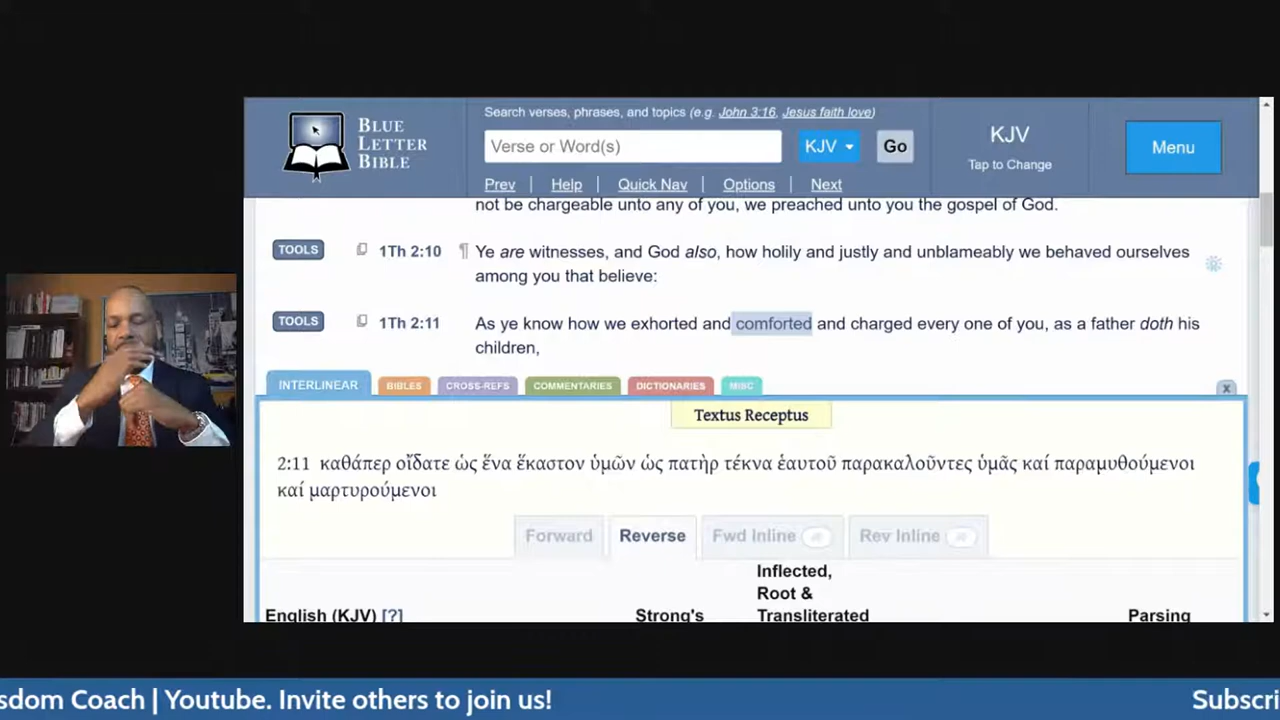 BLUE
LETTER
BIBLE
Search verses, phrases, and topics (e.g. John 3:16, Jesus faith love)
Verse or Word(s)
KJV
Go
Prev | Help | Quick Nav | Options | Next
KJV
Tap to Change
Menu
not be chargeable unto any of you, we preached unto you the gospel of God.
TOOLS 1Th 2:10 ¶ Ye are witnesses, and God also, how holily and justly and unblameably we behaved ourselves
among you that believe:
TOOLS 1Th 2:11 As ye know how we exhorted and comforted and charged every one of you, as a father doth his
children,
INTERLINEAR BIBLES CROSS-REFS COMMENTARIES DICTIONARIES MISC x
Textus Receptus
2:11 καθάπερ οἴδατε ὡς ἕνα ἕκαστον ὑμῶν ὡς πατὴρ τέκνα ἑαυτοῦ παρακαλοῦντες ὑμᾶς καί παραμυθούμενοι
καί μαρτυρούμενοι
Forward Reverse Fwd Inline Rev Inline
Inflected,
Root &
English (KJV) [?] Strong's Transliterated Parsing
sdom Coach | Youtube. Invite others to join us! Subscri